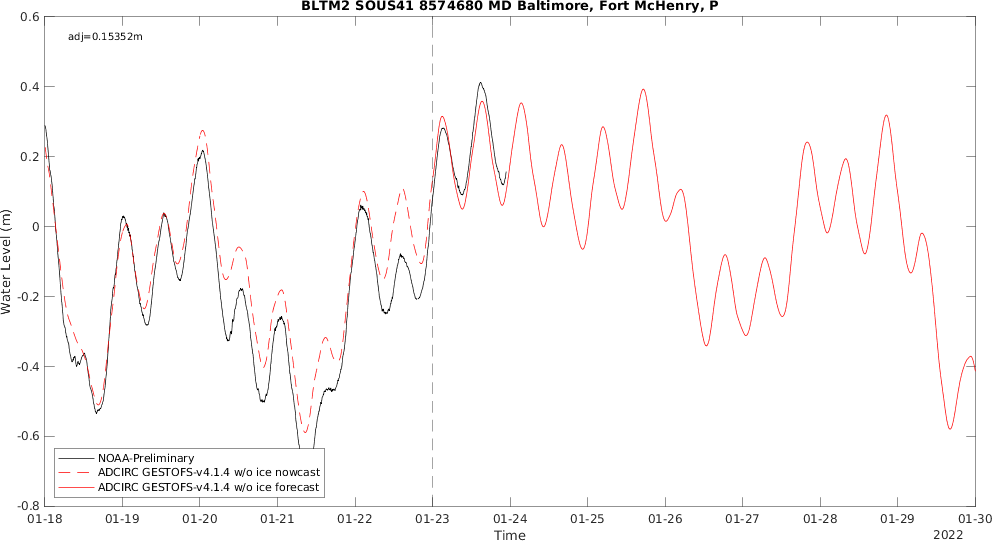 BLTM2 SOUS41 8574680 MD Baltimore, Fort McHenry, P
adj=0.15352m
0.6
0.4
0.2
0
-0.2
-0.4
-0.6
-0.8
Water Level (m)
NOAA-Preliminary
ADCIRC GESTOFS-v4.1.4 w/o ice nowcast
ADCIRC GESTOFS-v4.1.4 w/o ice forecast
01-18 01-19 01-20 01-21 01-22 01-23 01-24 01-25 01-26 01-27 01-28 01-29 01-30
Time
2022